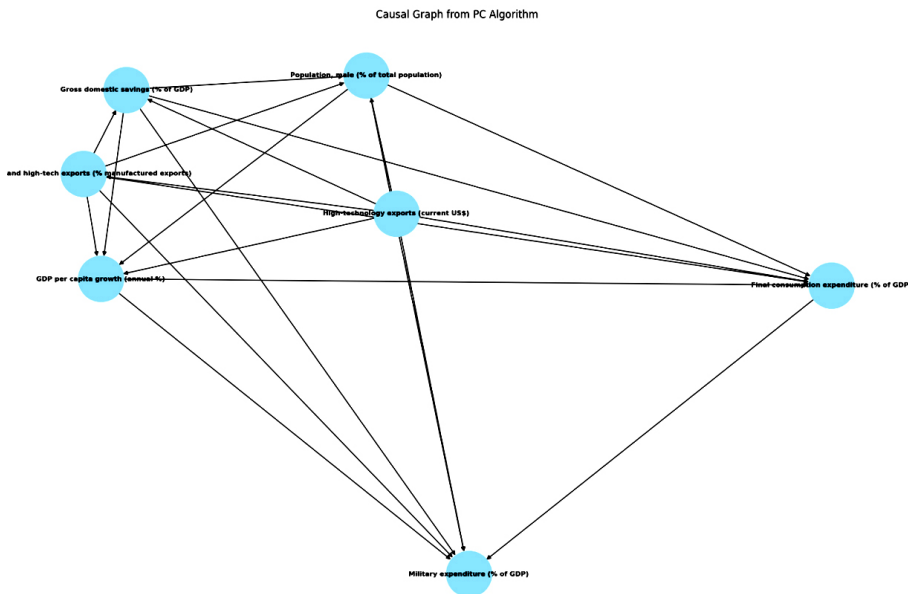 Causal Graph from PC Algorithm
Population, male (% of total population)
Gross domestic savings (% of GDP)
and high-tech exports (% manufactured exports)
High-technology exports (current US$)
GDP per capita growth (annual %)
Final consumption expenditure (% of GDP
Military expenditure (% of GDP)